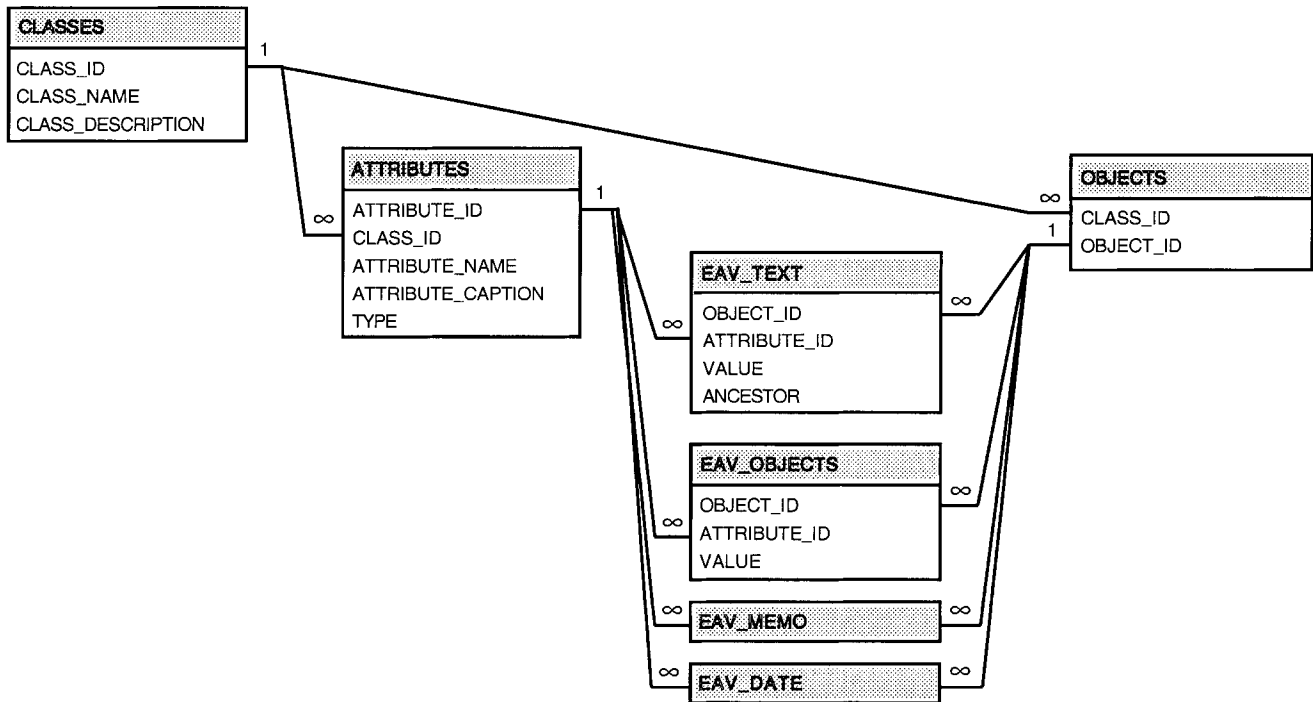 CLASSES
CLASS_ID
CLASS_NAME
CLASS_DESCRIPTION
1
∞
ATTRIBUTES
ATTRIBUTE_ID
CLASS_ID
ATTRIBUTE_NAME
ATTRIBUTE_CAPTION
TYPE
1
∞
EAV_TEXT
OBJECT_ID
ATTRIBUTE_ID
VALUE
ANCESTOR
∞
∞
EAV_OBJECTS
OBJECT_ID
ATTRIBUTE_ID
VALUE
∞
∞
EAV_MEMO
∞
∞
EAV_DATE
∞
OBJECTS
CLASS_ID
OBJECT_ID
∞
1